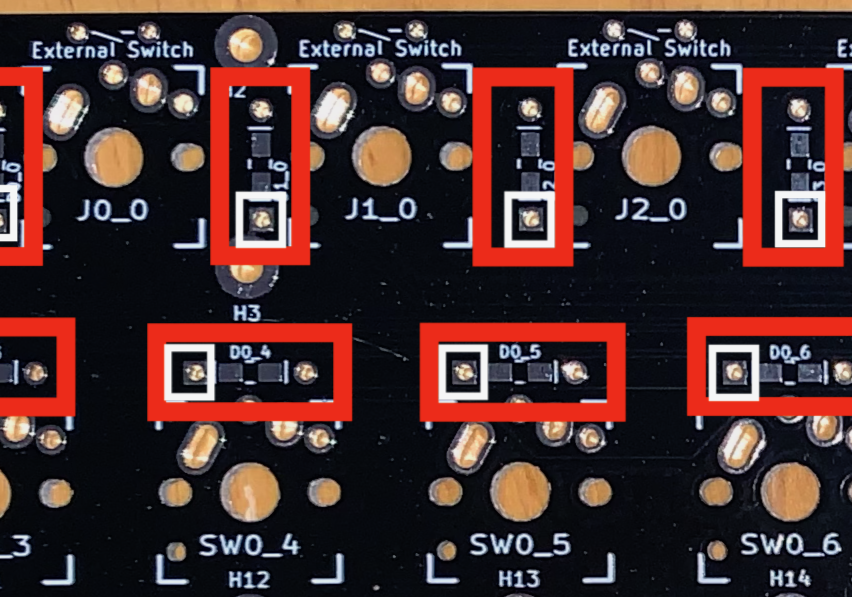 External Switch
External Switch
External Switch
J0_0
J1_0
J2_0
H3
D0_4
D0_5
D0_6
_3
SW0_4
SW0_5
SW0_6
H12
H13
H14